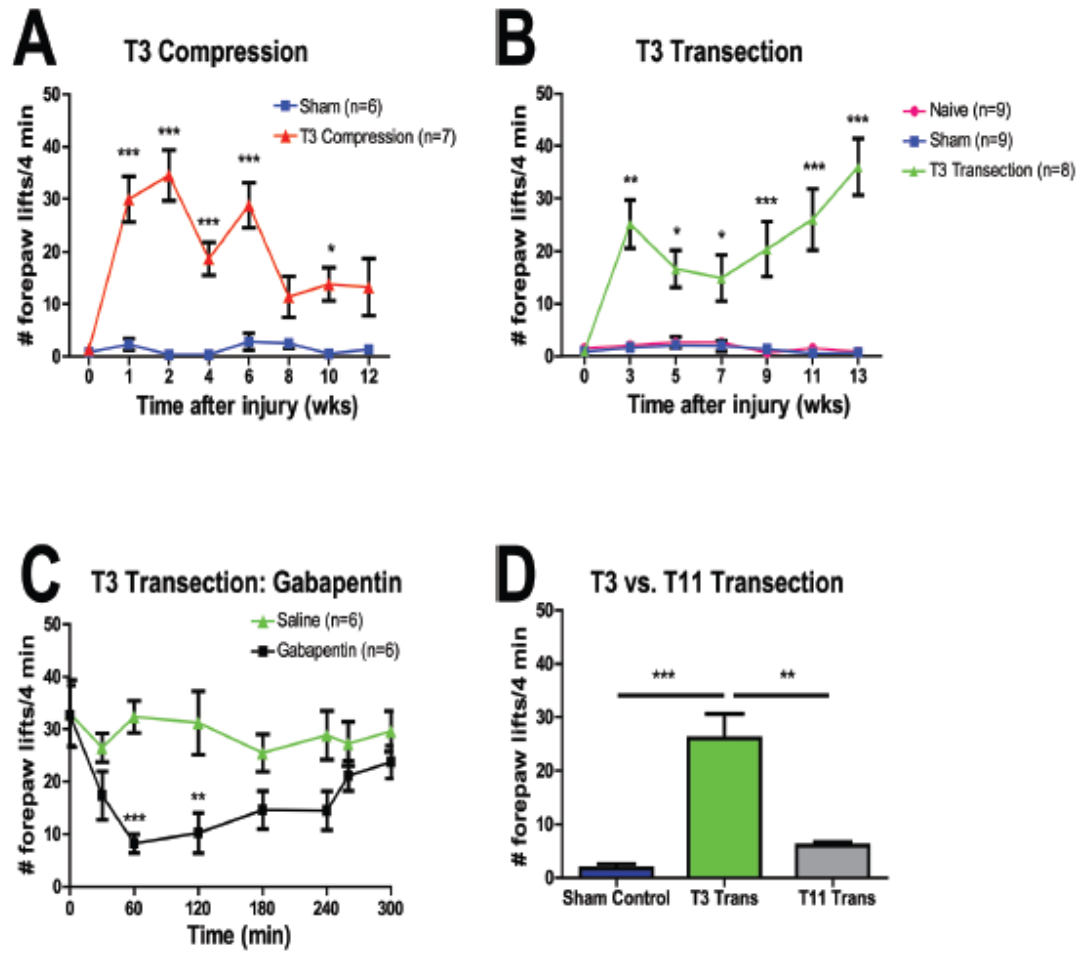 A
T3 Compression
# forepaw lifts/4 min
50
40
30
20
10
0
Sham (n=6)
T3 Compression (n=7)
***
***
***
***
*
0 1 2 4 6 8 10 12
Time after injury (wks)
B
T3 Transection
# forepaw lifts/4 min
50
40
30
20
10
0
Naive (n=9)
Sham (n=9)
T3 Transection (n=8)
**
*
*
***
***
***
0 3 5 7 9 11 13
Time after injury (wks)
C
T3 Transection: Gabapentin
# forepaw lifts/4 min
50
40
30
20
10
0
Saline (n=6)
Gabapentin (n=6)
***
**
0 60 120 180 240 300
Time (min)
D
T3 vs. T11 Transection
# forepaw lifts/4 min
50
40
30
20
10
0
*** **
Sham Control T3 Trans T11 Trans